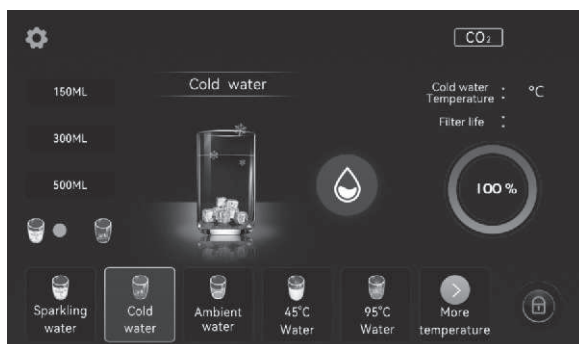 CO₂
Cold water
150ML
300ML
500ML
Cold water
Temperature : °C
Filter life :
100 %
Sparkling
water
Cold
water
Ambient
water
45°C
Water
95°C
Water
More
temperature